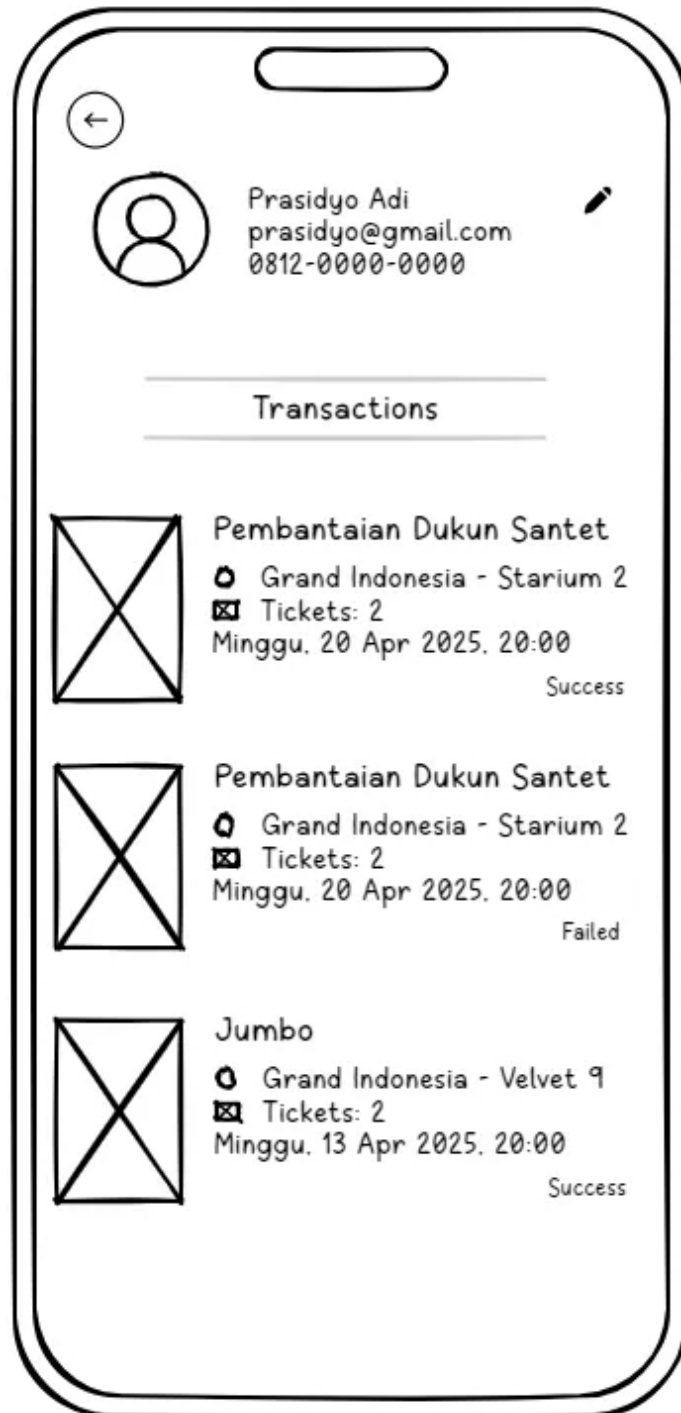 Prasidyo Adi
prasidyo@gmail.com
0812-0000-0000
Transactions
Pembantaian Dukun Santet
Grand Indonesia - Starium 2
Tickets: 2
Minggu, 20 Apr 2025, 20:00
Success
Pembantaian Dukun Santet
Grand Indonesia - Starium 2
Tickets: 2
Minggu, 20 Apr 2025, 20:00
Failed
Jumbo
Grand Indonesia - Velvet 9
Tickets: 2
Minggu, 13 Apr 2025, 20:00
Success